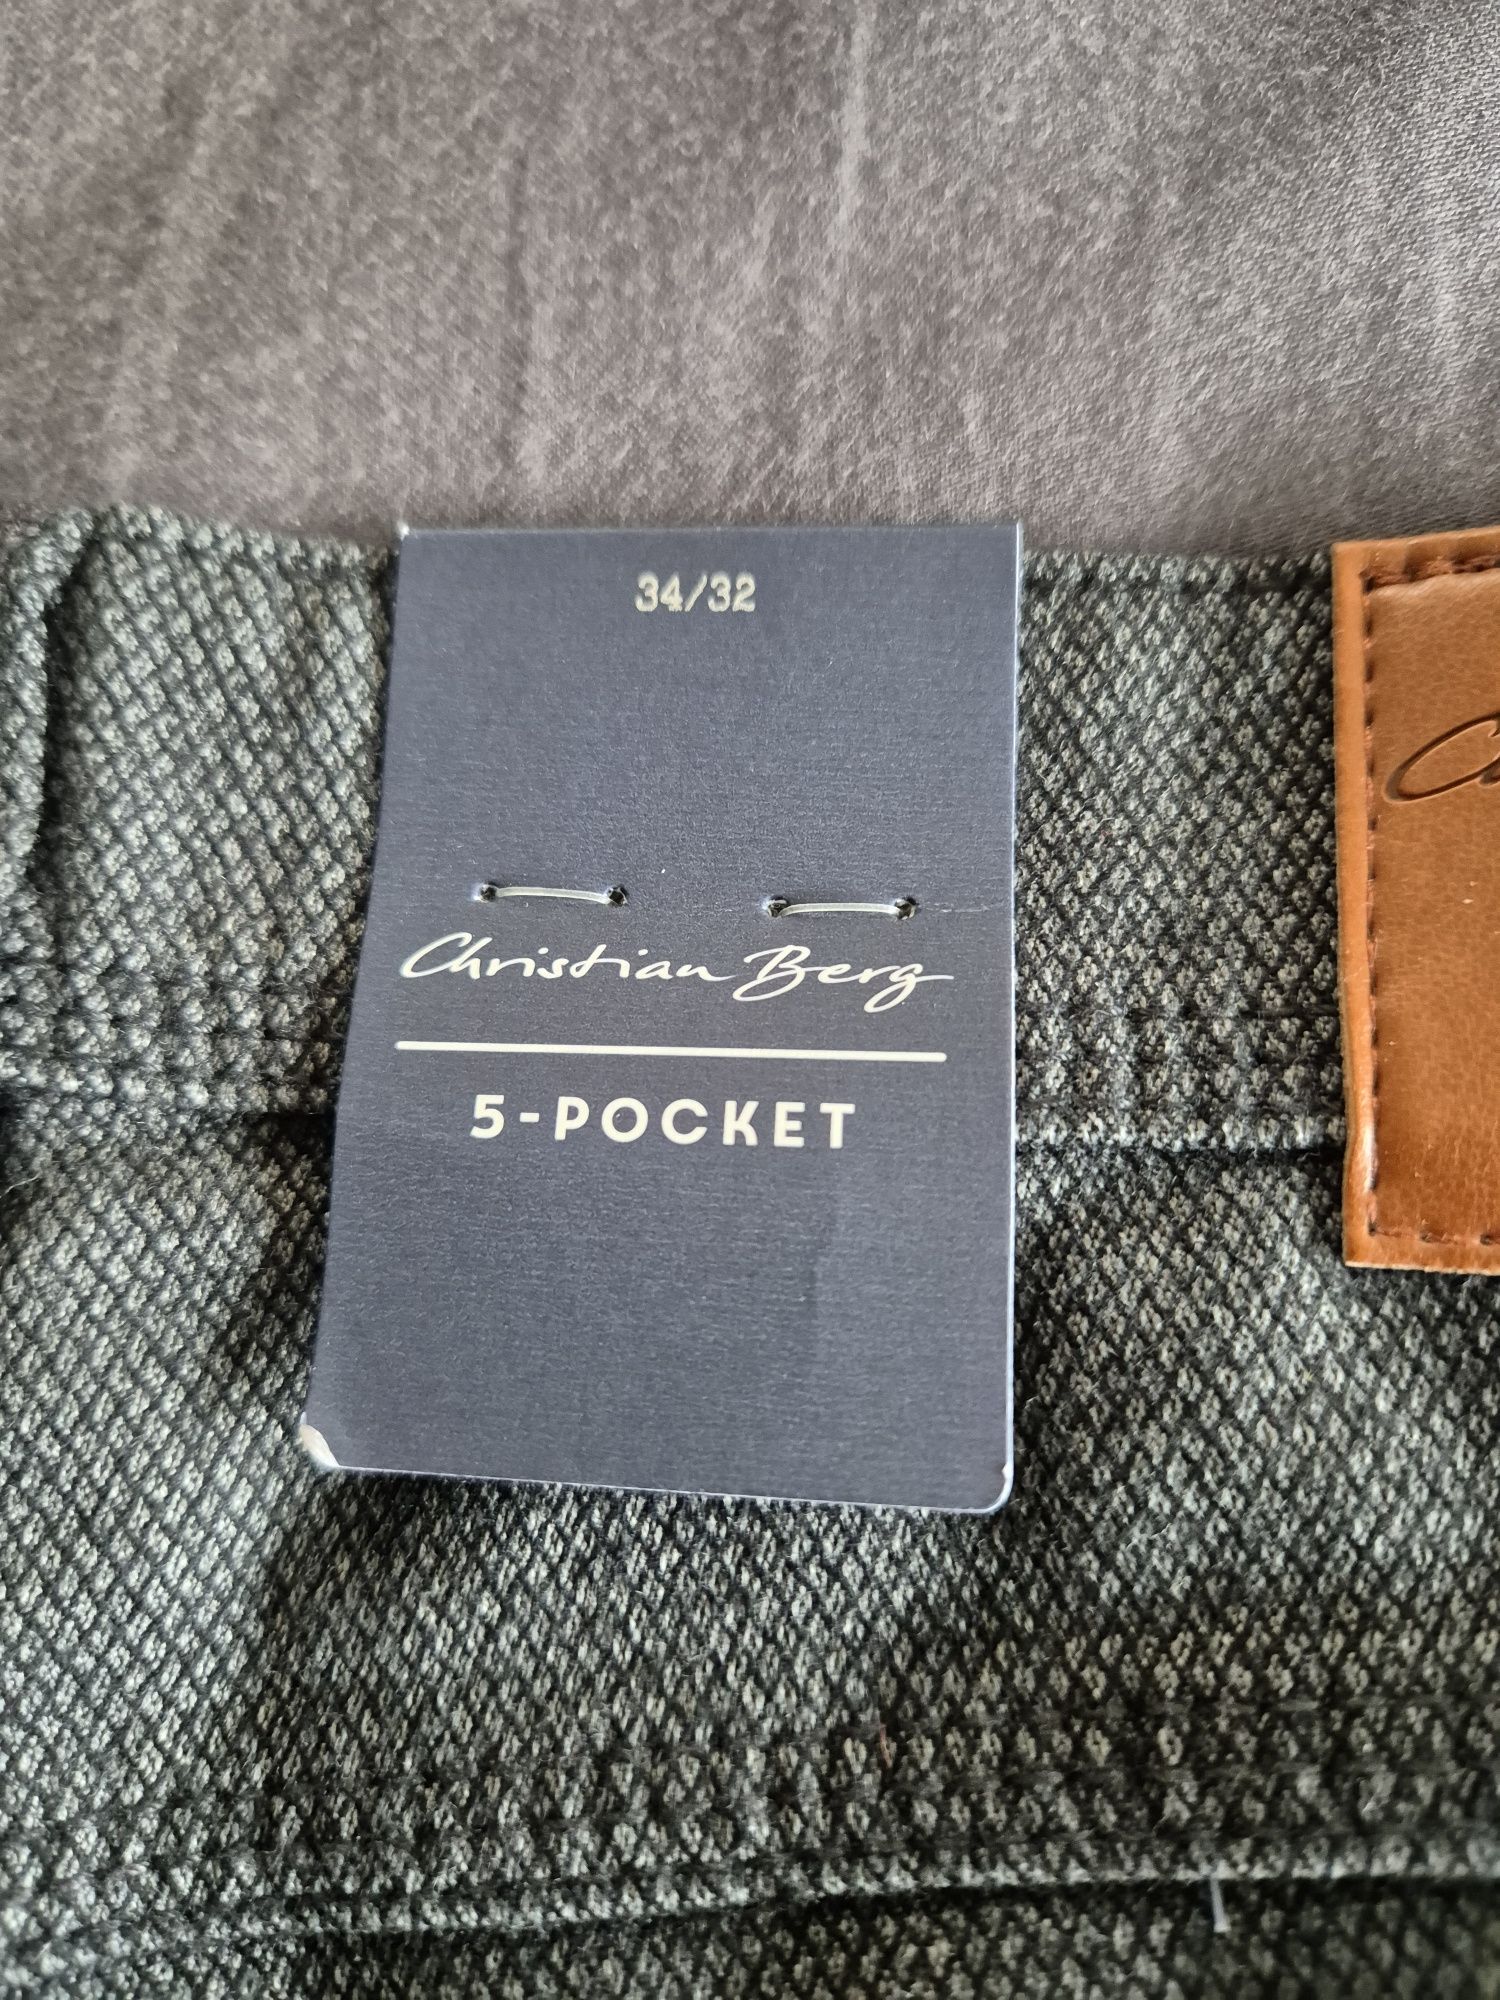 34/32
Christian Berg
5-POCKET